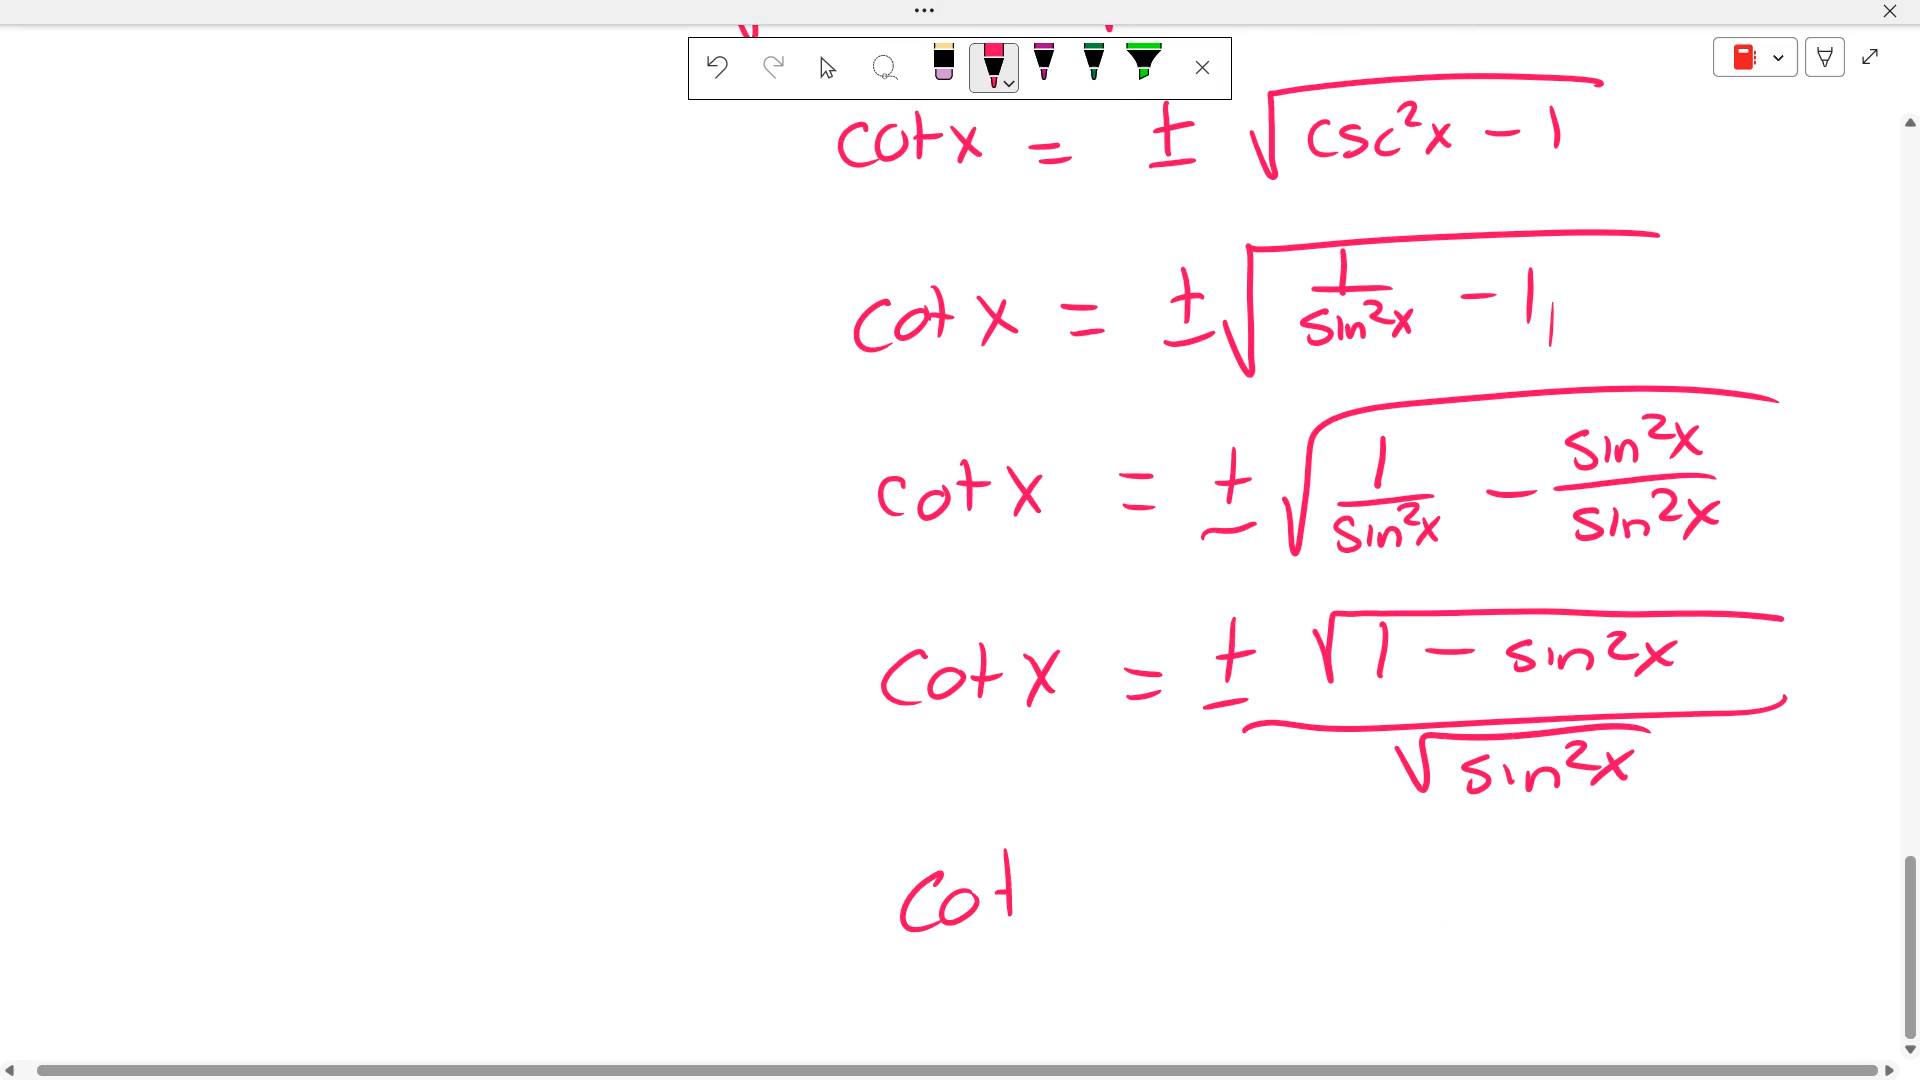 cot x = ± √(csc²x - 1)
cot x = ± √(1/sin²x - 1)
cot x = ± √(1/sin²x - sin²x/sin²x)
cot x = ± √(1 - sin²x) / √(sin²x)
cot